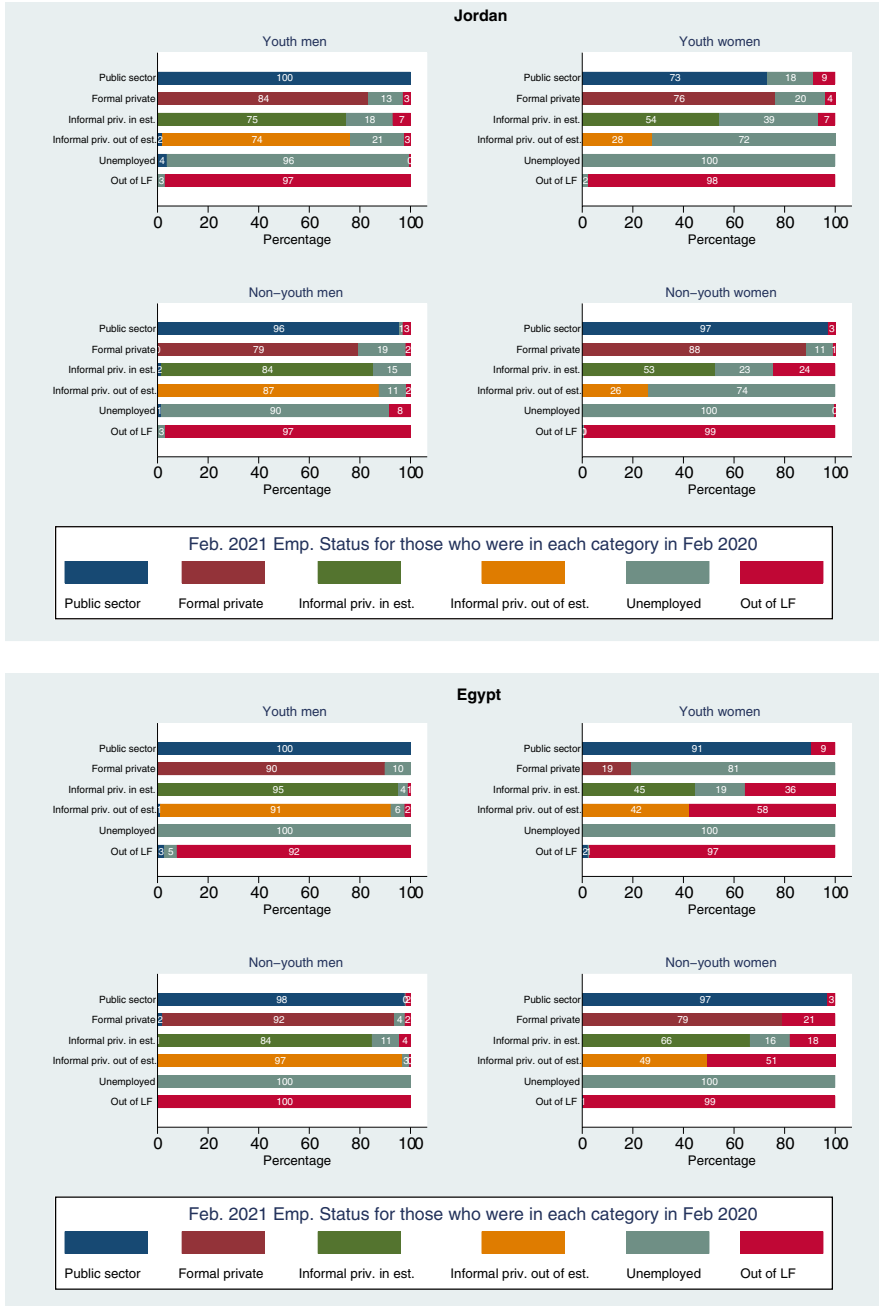 Jordan
Youth men
Public sector 100
Formal private 84 13 3
Informal priv. in est. 75 18 7
Informal priv. out of est. 2 74 21 3
Unemployed 4 96 0
Out of LF 3 97
0 20 40 60 80 100
Percentage
Youth women
Public sector 73 18 9
Formal private 76 20 4
Informal priv. in est. 54 39 7
Informal priv. out of est. 28 72
Unemployed 100
Out of LF 2 98
0 20 40 60 80 100
Percentage
Non-youth men
Public sector 96 1 3
Formal private 0 79 19 2
Informal priv. in est. 2 84 15
Informal priv. out of est. 87 11 2
Unemployed 1 90 8
Out of LF 3 97
0 20 40 60 80 100
Percentage
Non-youth women
Public sector 97 3
Formal private 88 11 1
Informal priv. in est. 53 23 24
Informal priv. out of est. 26 74
Unemployed 100 0
Out of LF 99
0 20 40 60 80 100
Percentage
Feb. 2021 Emp. Status for those who were in each category in Feb 2020
Public sector Formal private Informal priv. in est. Informal priv. out of est. Unemployed Out of LF
Egypt
Youth men
Public sector 100
Formal private 90 10
Informal priv. in est. 95 4 1
Informal priv. out of est. 1 91 6 2
Unemployed 100
Out of LF 3 5 92
0 20 40 60 80 100
Percentage
Youth women
Public sector 91 9
Formal private 19 81
Informal priv. in est. 45 19 36
Informal priv. out of est. 42 58
Unemployed 100
Out of LF 2 1 97
0 20 40 60 80 100
Percentage
Non-youth men
Public sector 98 0 2
Formal private 2 92 4 2
Informal priv. in est. 84 11 4
Informal priv. out of est. 97 3 0
Unemployed 100
Out of LF 100
0 20 40 60 80 100
Percentage
Non-youth women
Public sector 97 3
Formal private 79 21
Informal priv. in est. 66 16 18
Informal priv. out of est. 49 51
Unemployed 100
Out of LF 99
0 20 40 60 80 100
Percentage
Feb. 2021 Emp. Status for those who were in each category in Feb 2020
Public sector Formal private Informal priv. in est. Informal priv. out of est. Unemployed Out of LF